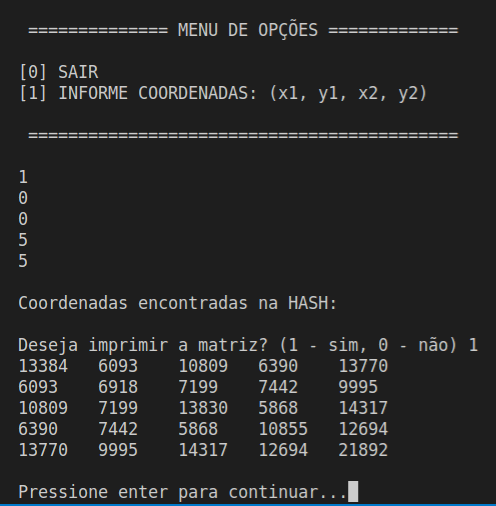 ============== MENU DE OPÇÕES =============
[0] SAIR
[1] INFORME COORDENADAS: (x1, y1, x2, y2)
===========================================
1
0
0
5
5
Coordenadas encontradas na HASH:
Deseja imprimir a matriz? (1 - sim, 0 - não) 1
13384 6093 10809 6390 13770
6093 6918 7199 7442 9995
10809 7199 13830 5868 14317
6390 7442 5868 10855 12694
13770 9995 14317 12694 21892
Pressione enter para continuar...